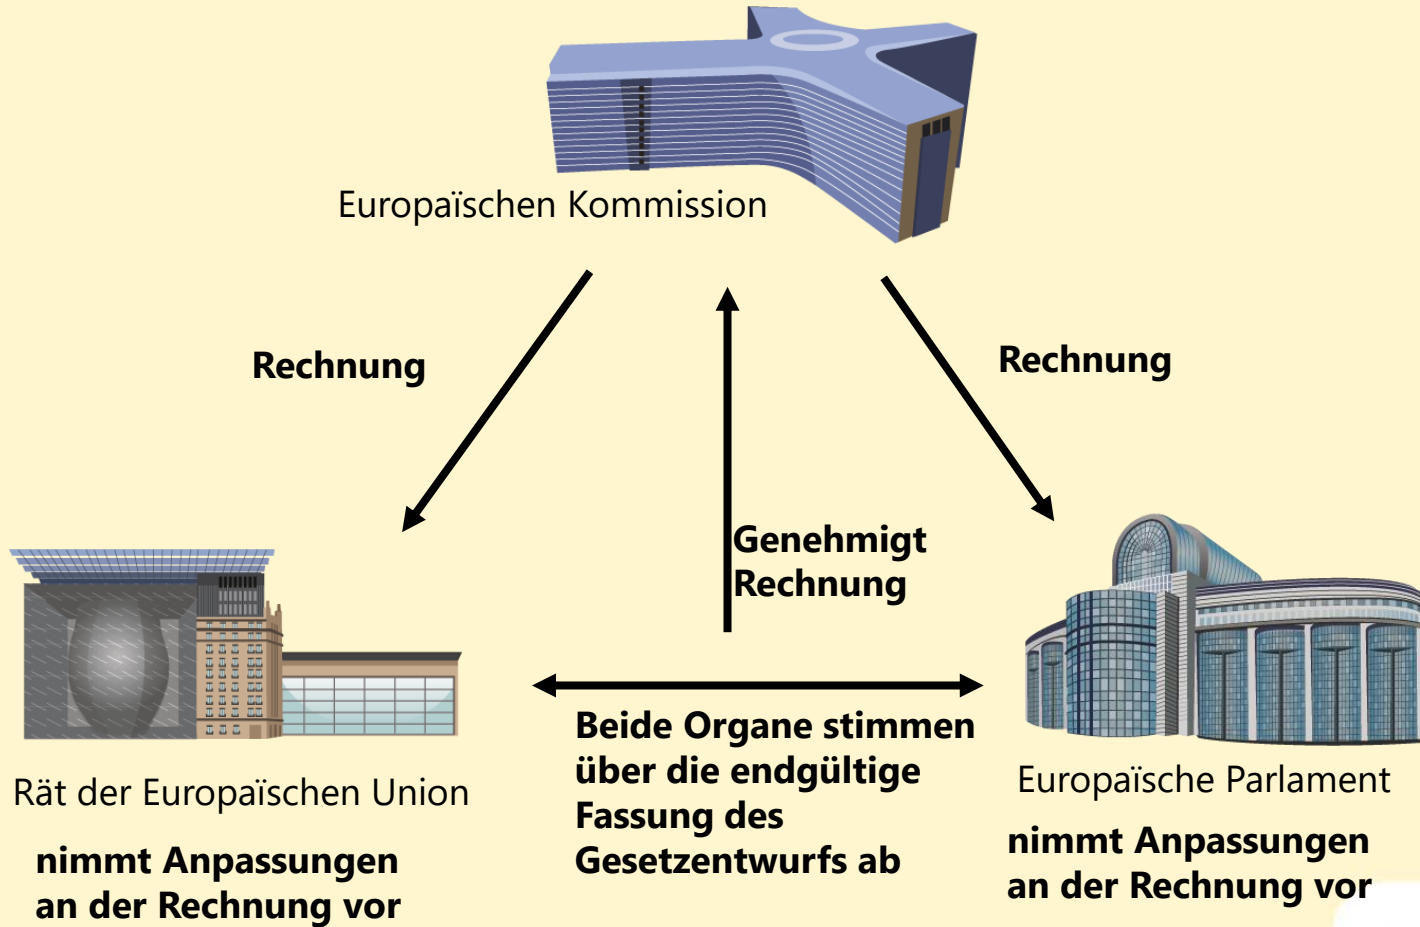 Europaïschen Kommission
Rechnung
Rechnung
Genehmigt
Rechnung
Beide Organe stimmen
über die endgültige
Fassung des
Gesetzentwurfs ab
Rät der Europaïschen Union
nimmt Anpassungen
an der Rechnung vor
Europaïsche Parlament
nimmt Anpassungen
an der Rechnung vor